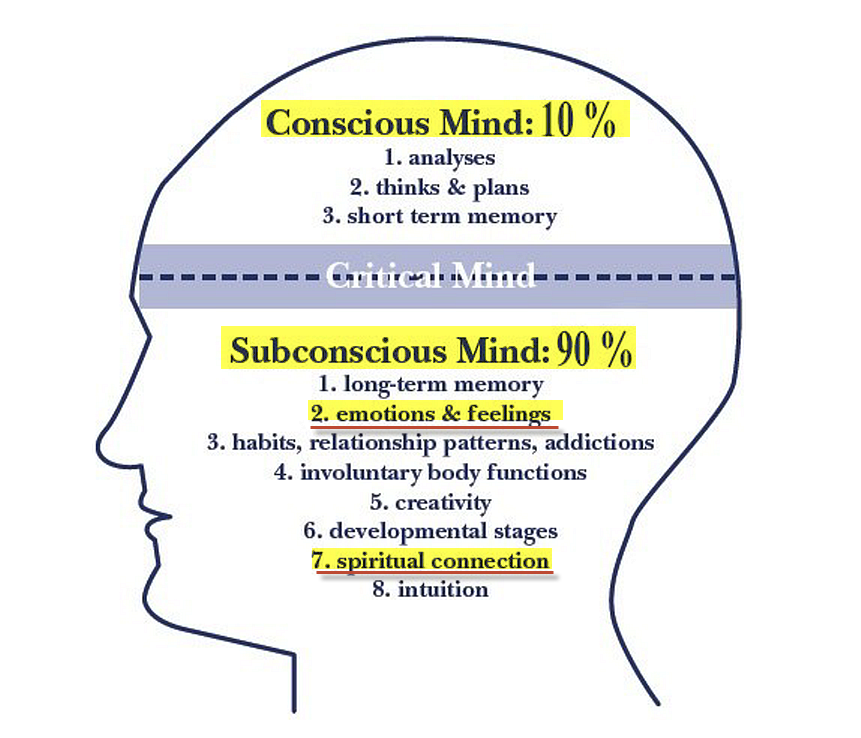 Conscious Mind: 10 %
1. analyses
2. thinks & plans
3. short term memory
Critical Mind
Subconscious Mind: 90 %
1. long-term memory
2. emotions & feelings
3. habits, relationship patterns, addictions
4. involuntary body functions
5. creativity
6. developmental stages
7. spiritual connection
8. intuition